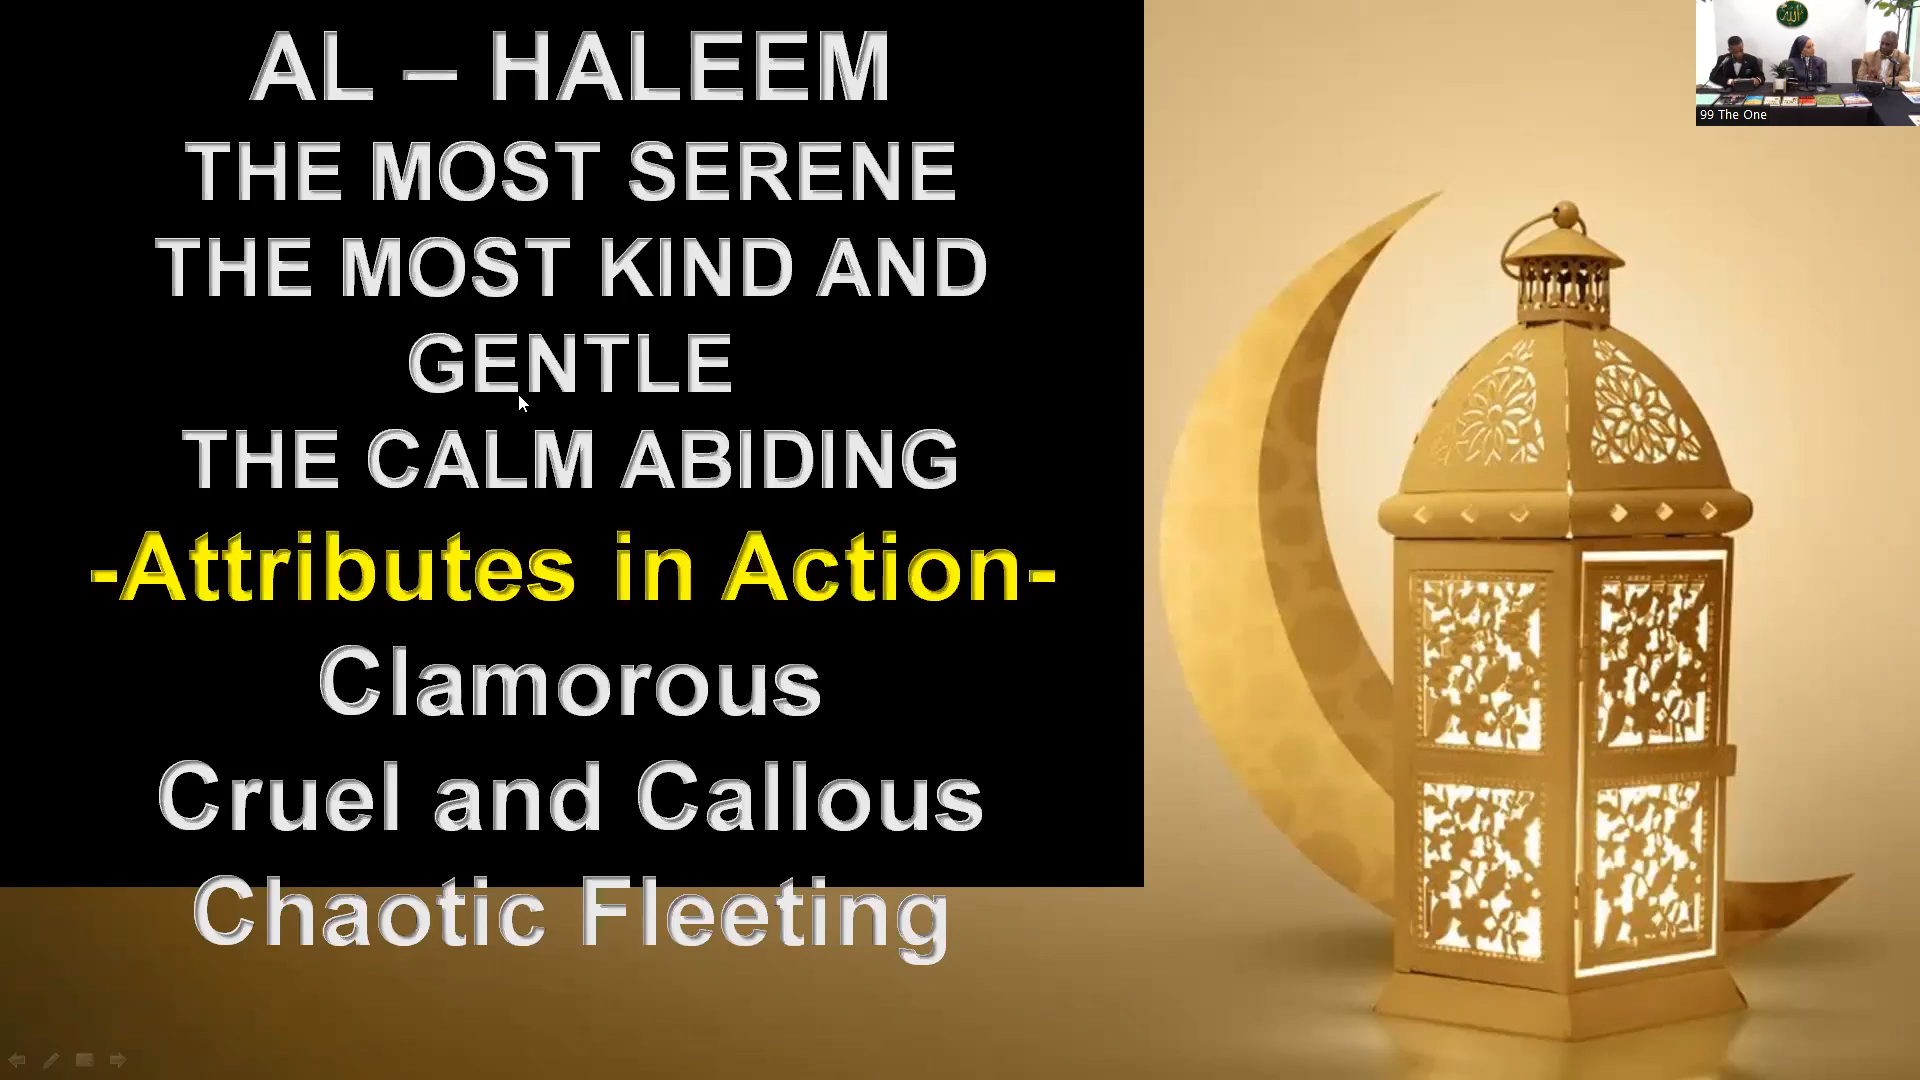 AL – HALEEM
THE MOST SERENE
THE MOST KIND AND
GENTLE
THE CALM ABIDING
-Attributes in Action-
Clamorous
Cruel and Callous
Chaotic Fleeting
الله
99 The One